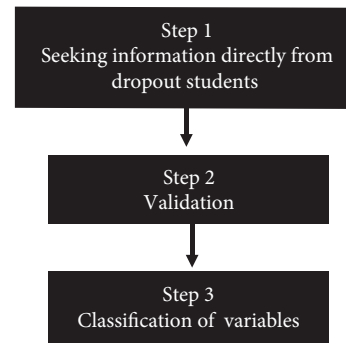 Step 1
Seeking information directly from
dropout students
Step 2
Validation
Step 3
Classification of variables